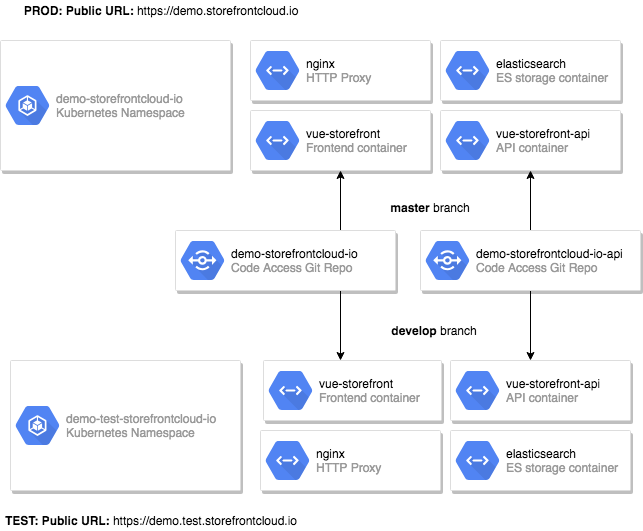 PROD: Public URL: https://demo.storefrontcloud.io
demo-storefrontcloud-io
Kubernetes Namespace
nginx
HTTP Proxy
elasticsearch
ES storage container
vue-storefront
Frontend container
vue-storefront-api
API container
master branch
demo-storefrontcloud-io
Code Access Git Repo
demo-storefrontcloud-io-api
Code Access Git Repo
develop branch
demo-test-storefrontcloud-io
Kubernetes Namespace
vue-storefront
Frontend container
vue-storefront-api
API container
nginx
HTTP Proxy
elasticsearch
ES storage container
TEST: Public URL: https://demo.test.storefrontcloud.io